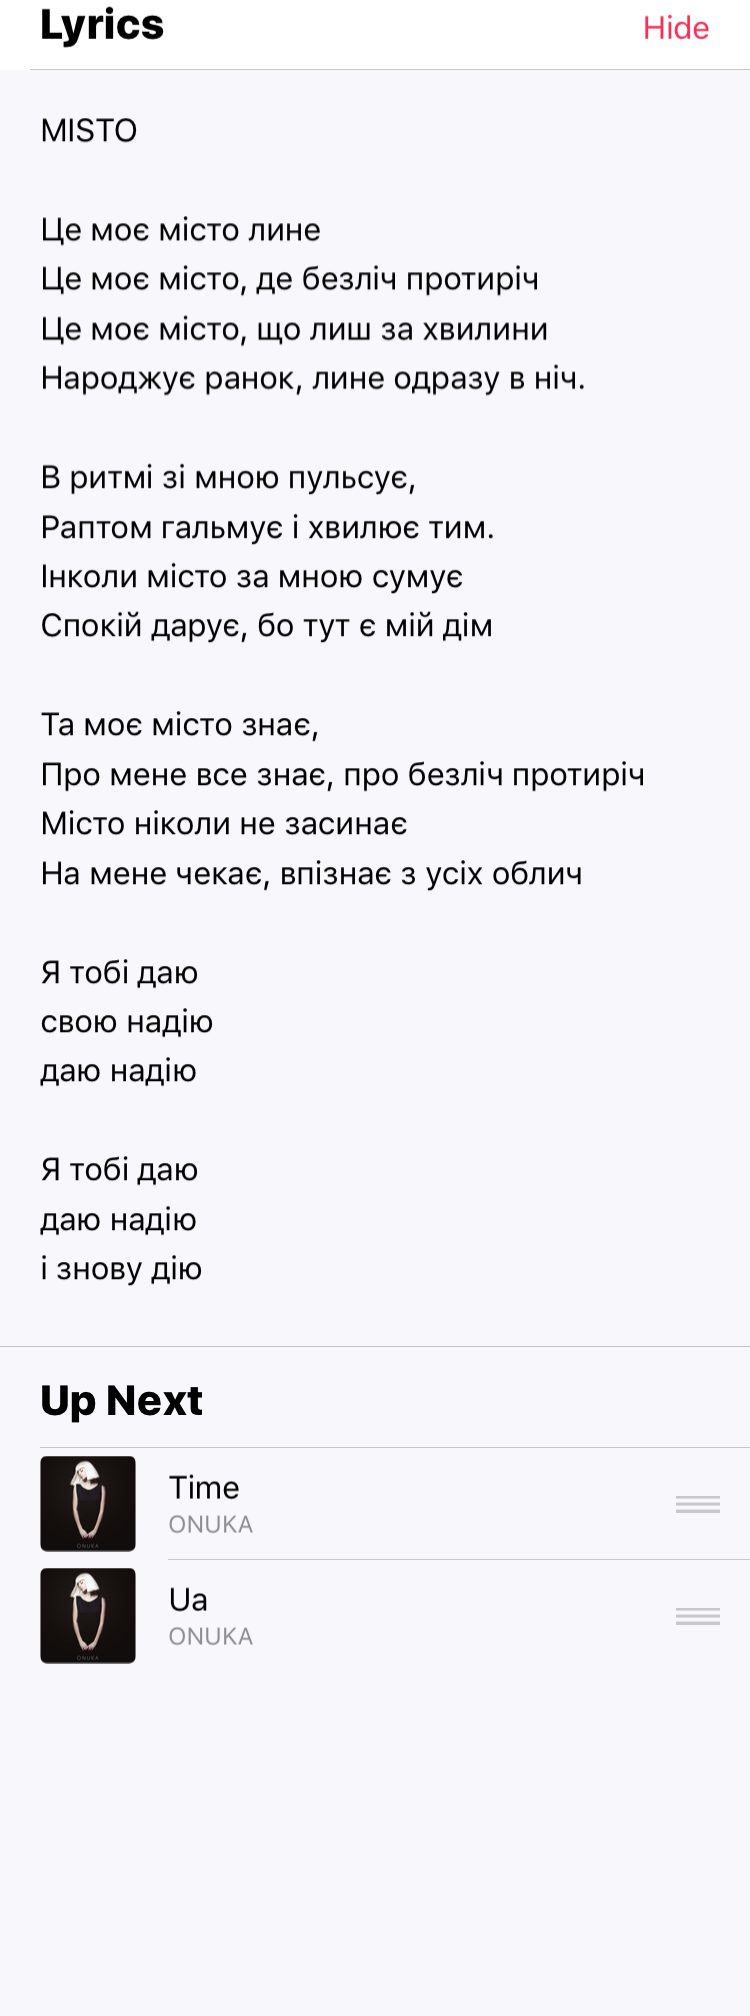 Lyrics
Hide
MISTO
Це моє місто лине
Це моє місто, де безліч протиріч
Це моє місто, що лиш за хвилини
Народжує ранок, лине одразу в ніч.
В ритмі зі мною пульсує,
Раптом гальмує і хвилює тим.
Інколи місто за мною сумує
Спокій дарує, бо тут є мій дім
Та моє місто знає,
Про мене все знає, про безліч протиріч
Місто ніколи не засинає
На мене чекає, впізнає з усіх облич
Я тобі даю
свою надію
даю надію
Я тобі даю
даю надію
і знову дію
Up Next
ONUKA
Time
ONUKA
ONUKA
Ua
ONUKA